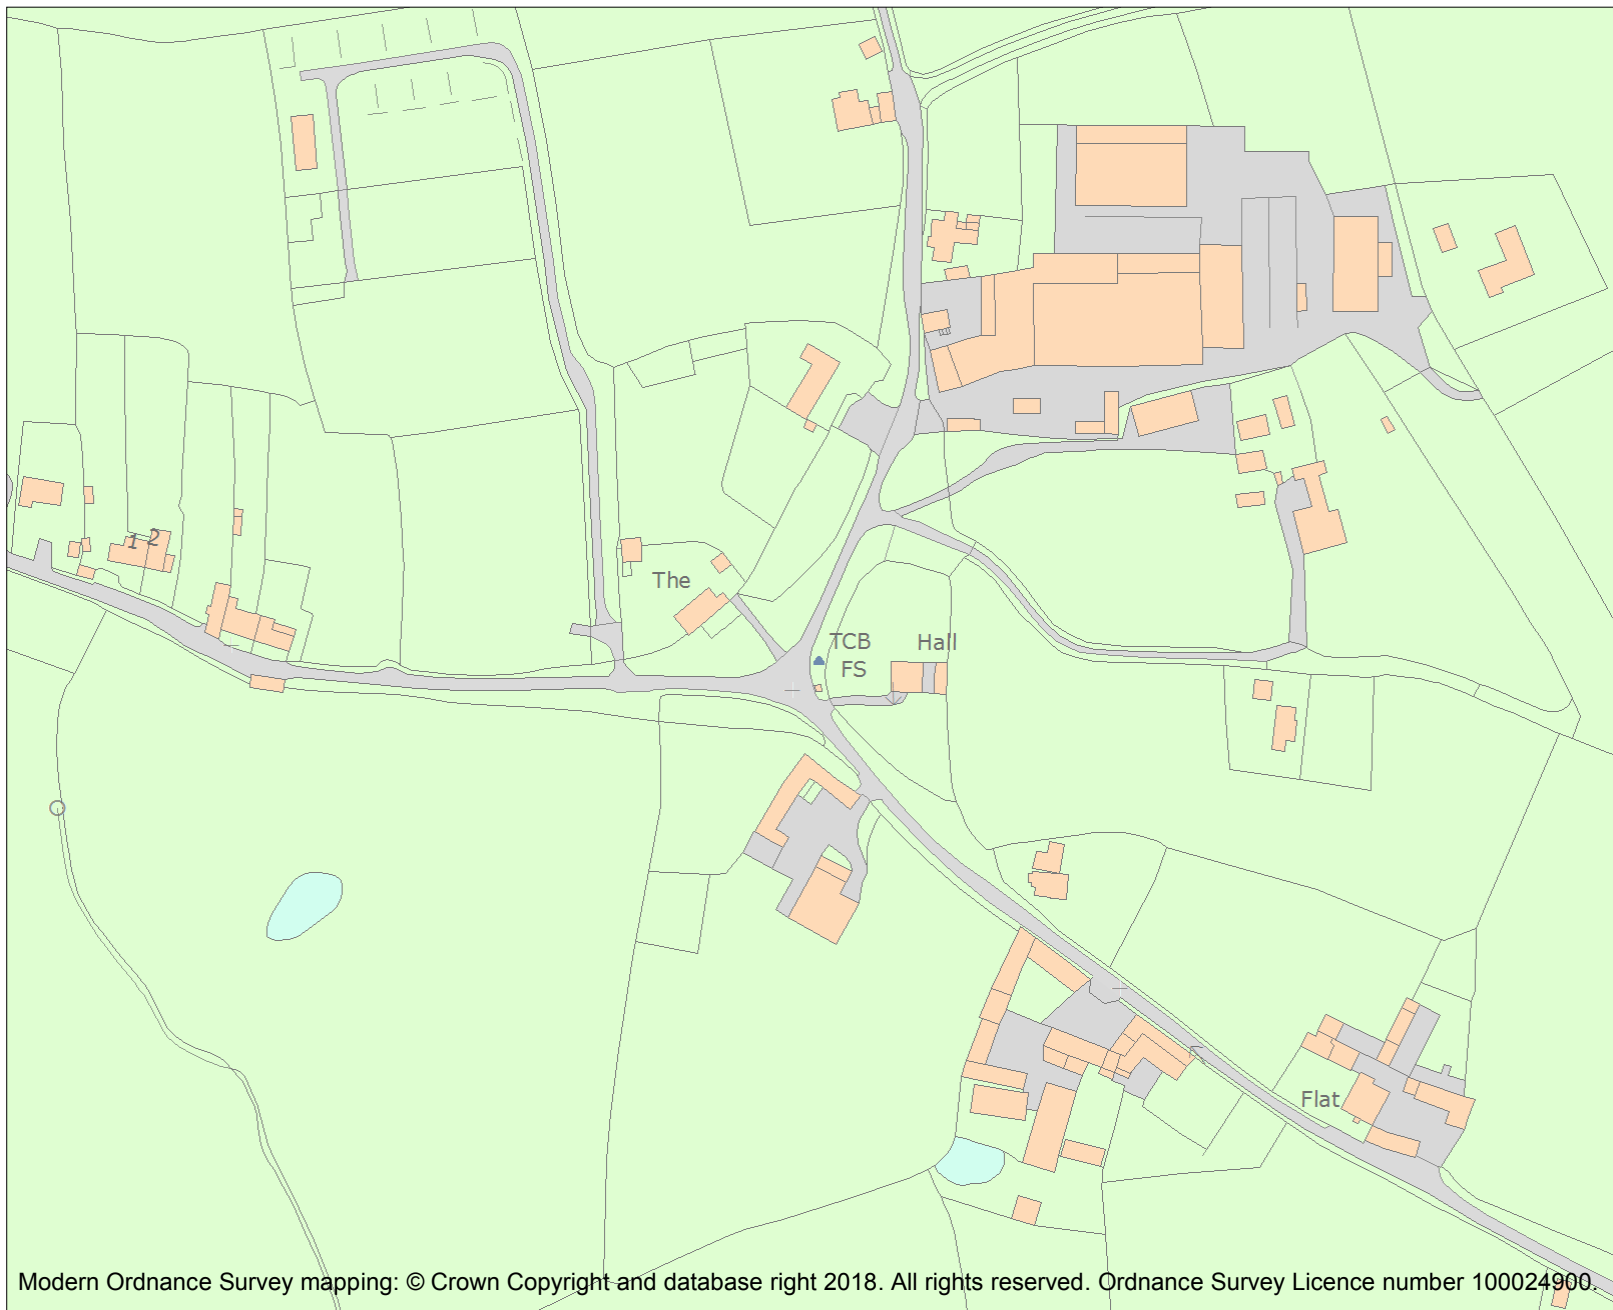 1 2
The
TCB
FS
Hall
Flat
Modern Ordnance Survey mapping: © Crown Copyright and database right 2018. All rights reserved. Ordnance Survey Licence number 100024900.